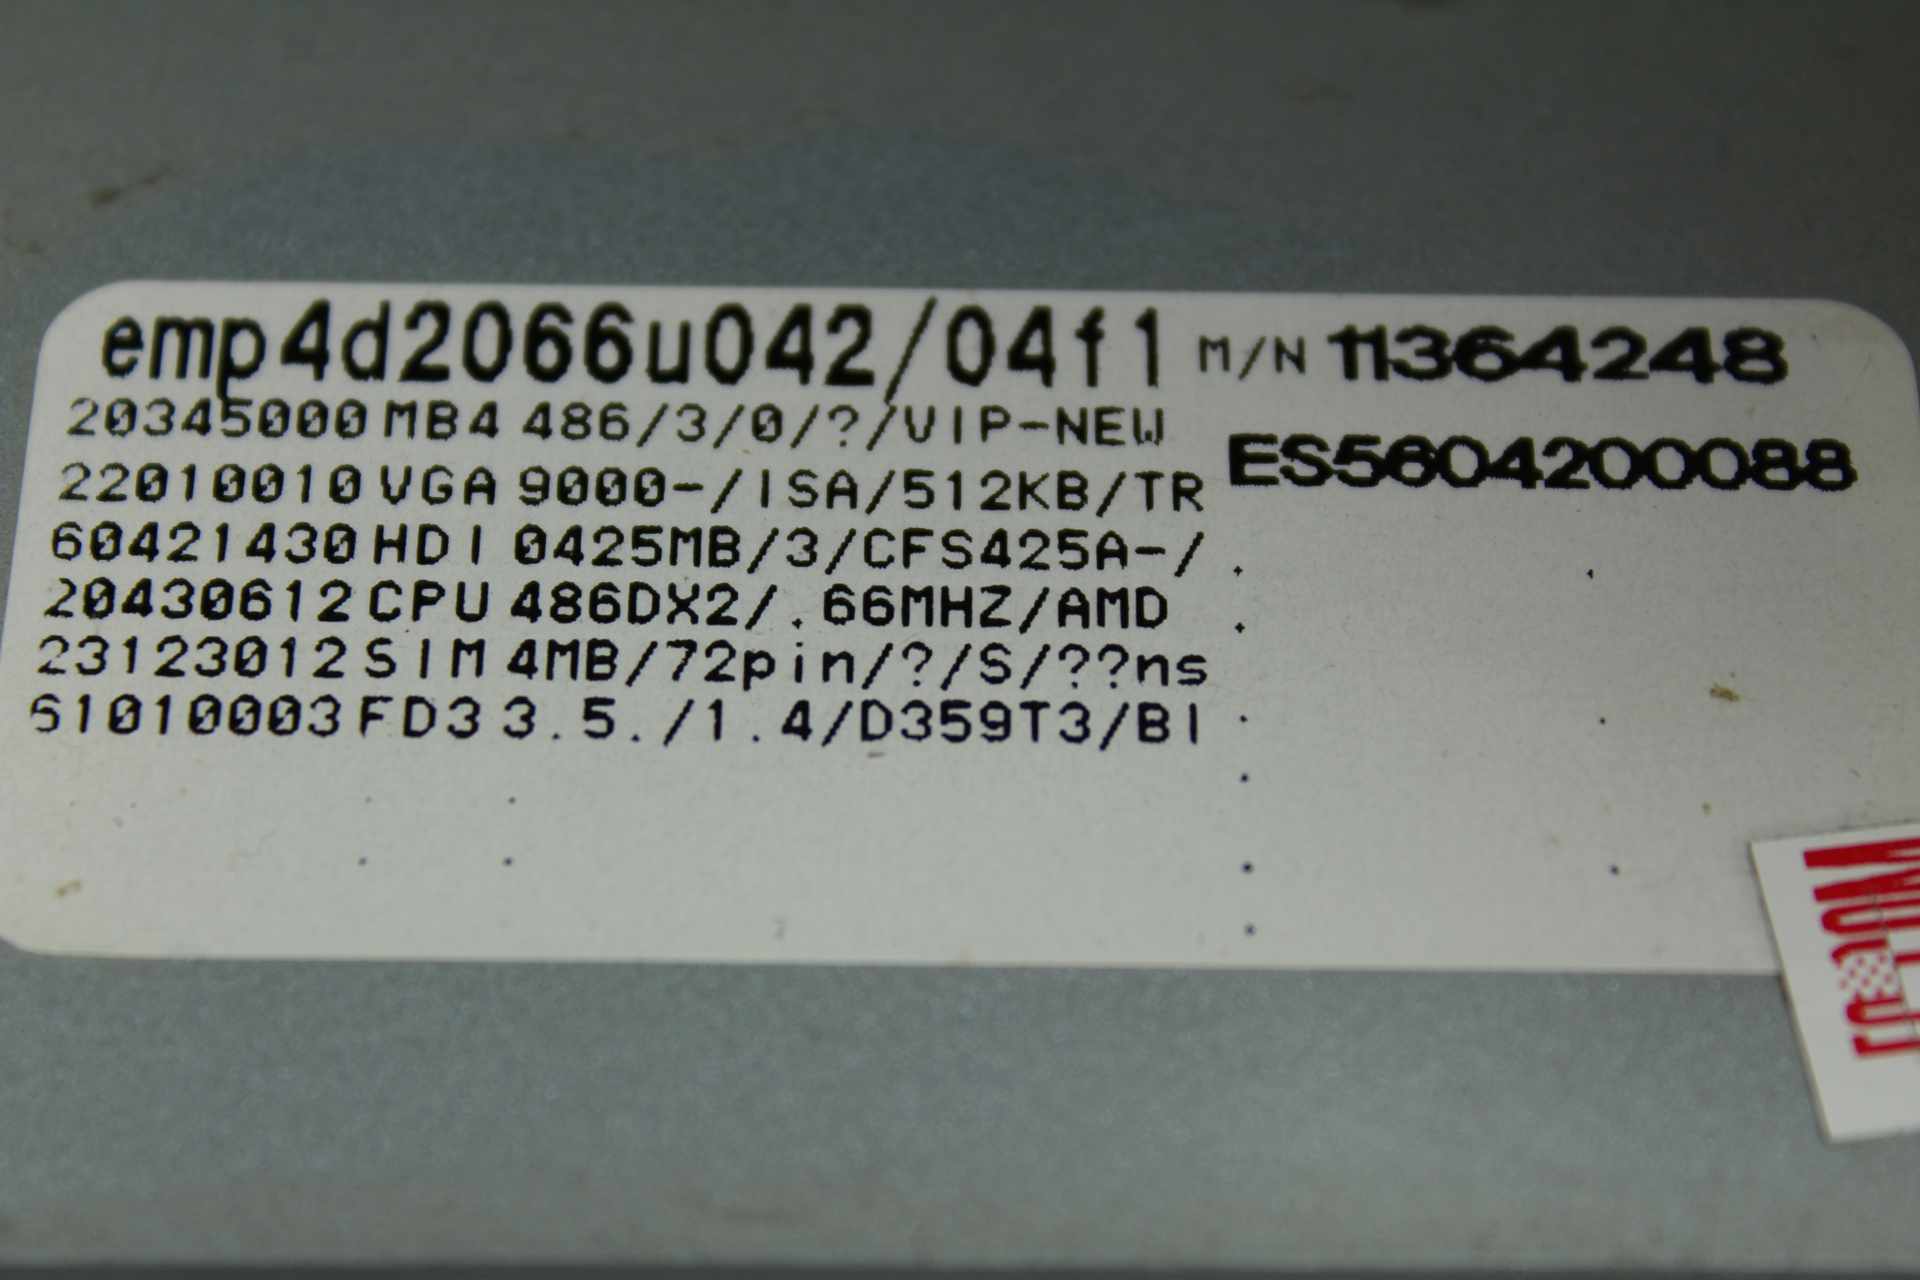 emp4d2066u042/04f1 M/N 11364248
20345000 MB4 486/3/0/?/VIP-NEW
ES5604200088
22010010 VGA 9000-/ISA/512KB/TR
60421430 HDI 0425MB/3/CFS425A-/
20430612 CPU 486DX2/.66MHZ/AMD
23123012 SIM 4MB/72pin/?/S/??ns
61010003 FD3 3.5./1.4/D359T3/BI